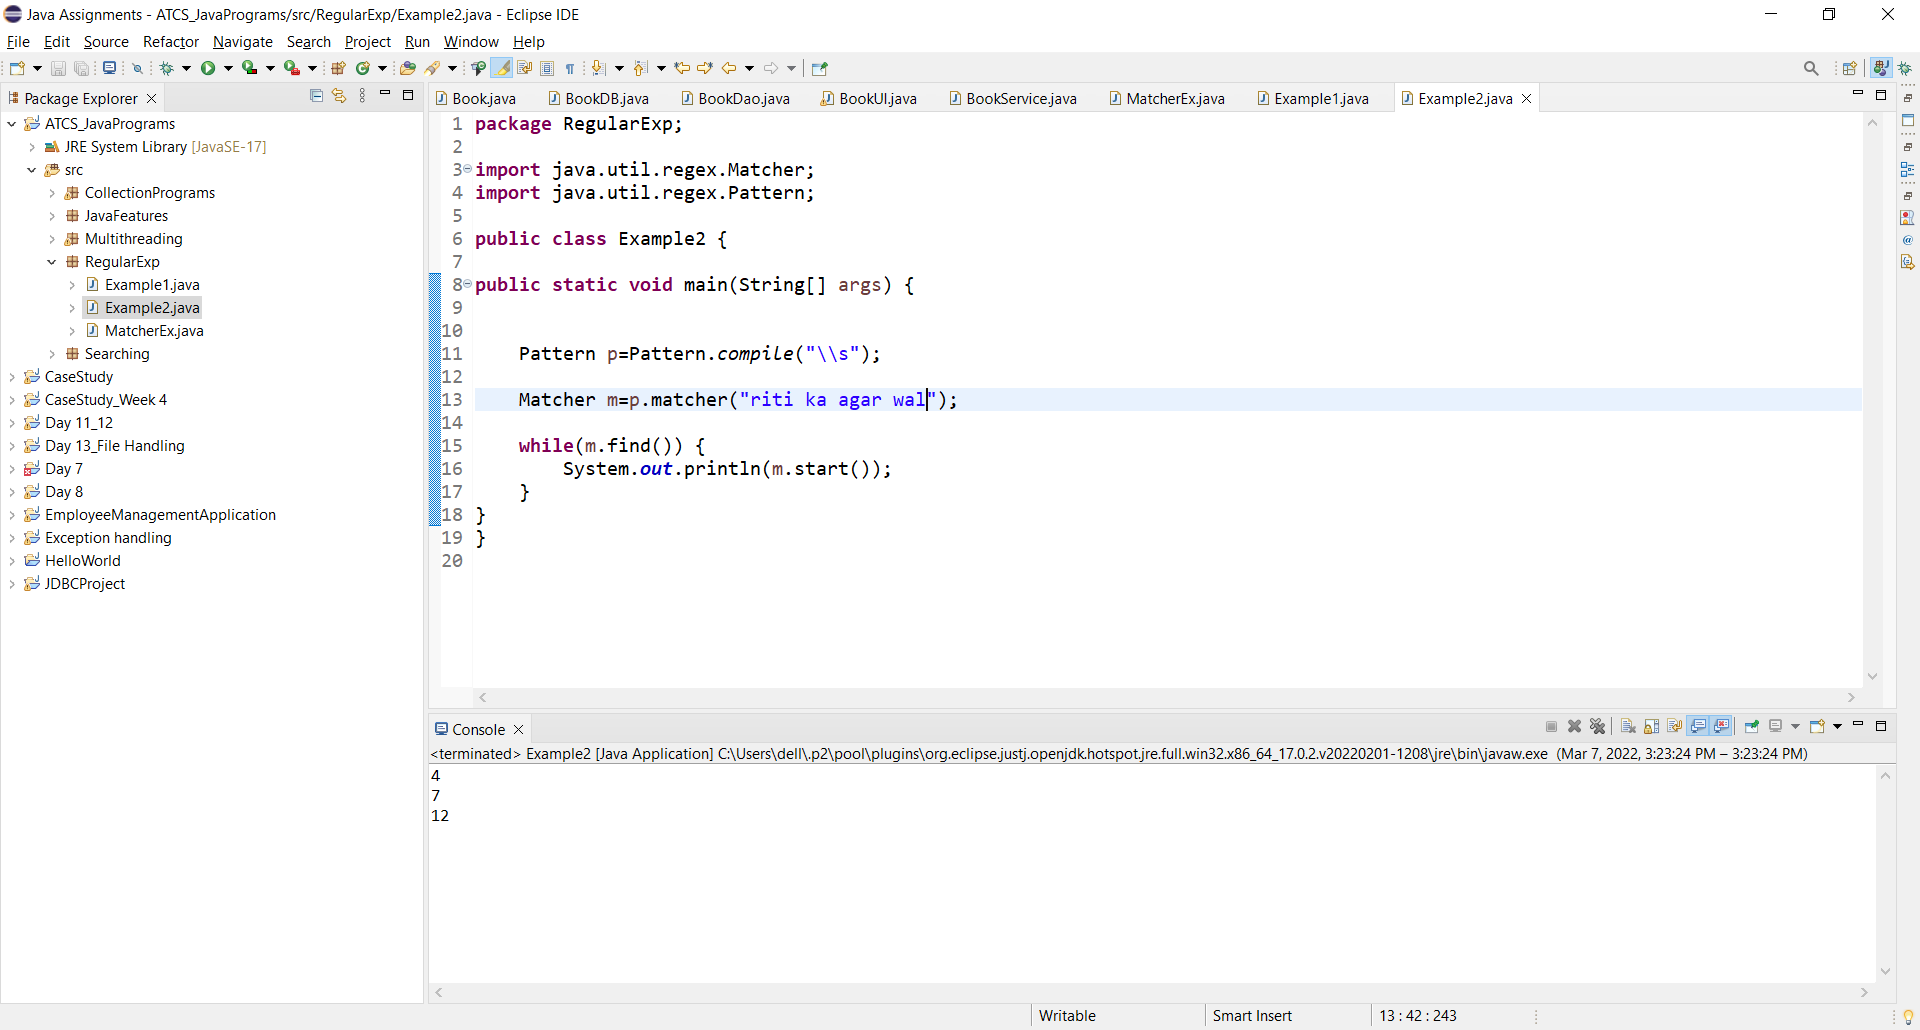 Java Assignments - ATCS_JavaPrograms/src/RegularExp/Example2.java - Eclipse IDE
File Edit Source Refactor Navigate Search Project Run Window Help
Package Explorer
ATCS_JavaPrograms
JRE System Library [JavaSE-17]
src
CollectionPrograms
JavaFeatures
Multithreading
RegularExp
Example1.java
Example2.java
MatcherEx.java
Searching
CaseStudy
CaseStudy_Week 4
Day 11_12
Day 13_File Handling
Day 7
Day 8
EmployeeManagementApplication
Exception handling
HelloWorld
JDBCProject
Book.java BookDB.java BookDao.java BookUI.java BookService.java MatcherEx.java Example1.java Example2.java
1 package RegularExp;
2
3 import java.util.regex.Matcher;
4 import java.util.regex.Pattern;
5
6 public class Example2 {
7
8 public static void main(String[] args) {
9
10
11 Pattern p=Pattern.compile("\\s");
12
13 Matcher m=p.matcher("riti ka agar wal");
14
15 while(m.find()) {
16 System.out.println(m.start());
17 }
18 }
19 }
20
Console
<terminated> Example2 [Java Application] C:\Users\dell\.p2\pool\plugins\org.eclipse.justj.openjdk.hotspot.jre.full.win32.x86_64_17.0.2.v20220201-1208\jre\bin\javaw.exe (Mar 7, 2022, 3:23:24 PM – 3:23:24 PM)
4
7
12
Writable Smart Insert 13 : 42 : 243